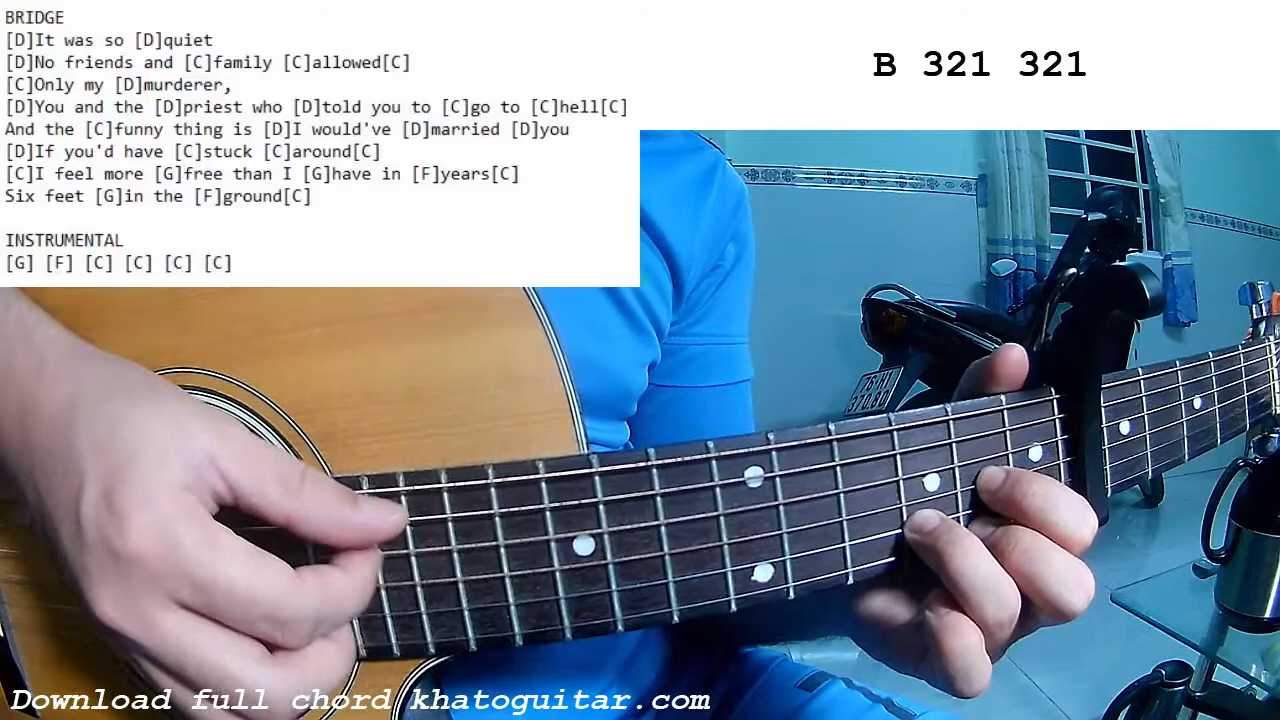 BRIDGE
[D]It was so [D]quiet
[D]No friends and [C]family [C]allowed[C]
[C]Only my [D]murderer,
[D]You and the [D]priest who [D]told you to [C]go to [C]hell[C]
And the [C]funny thing is [D]I would've [D]married [D]you
[D]If you'd have [C]stuck [C]around[C]
[C]I feel more [G]free than I [G]have in [F]years[C]
Six feet [G]in the [F]ground[C]
INSTRUMENTAL
[G] [F] [C] [C] [C] [C]
B 321 321
Download full chord khatoguitar.com